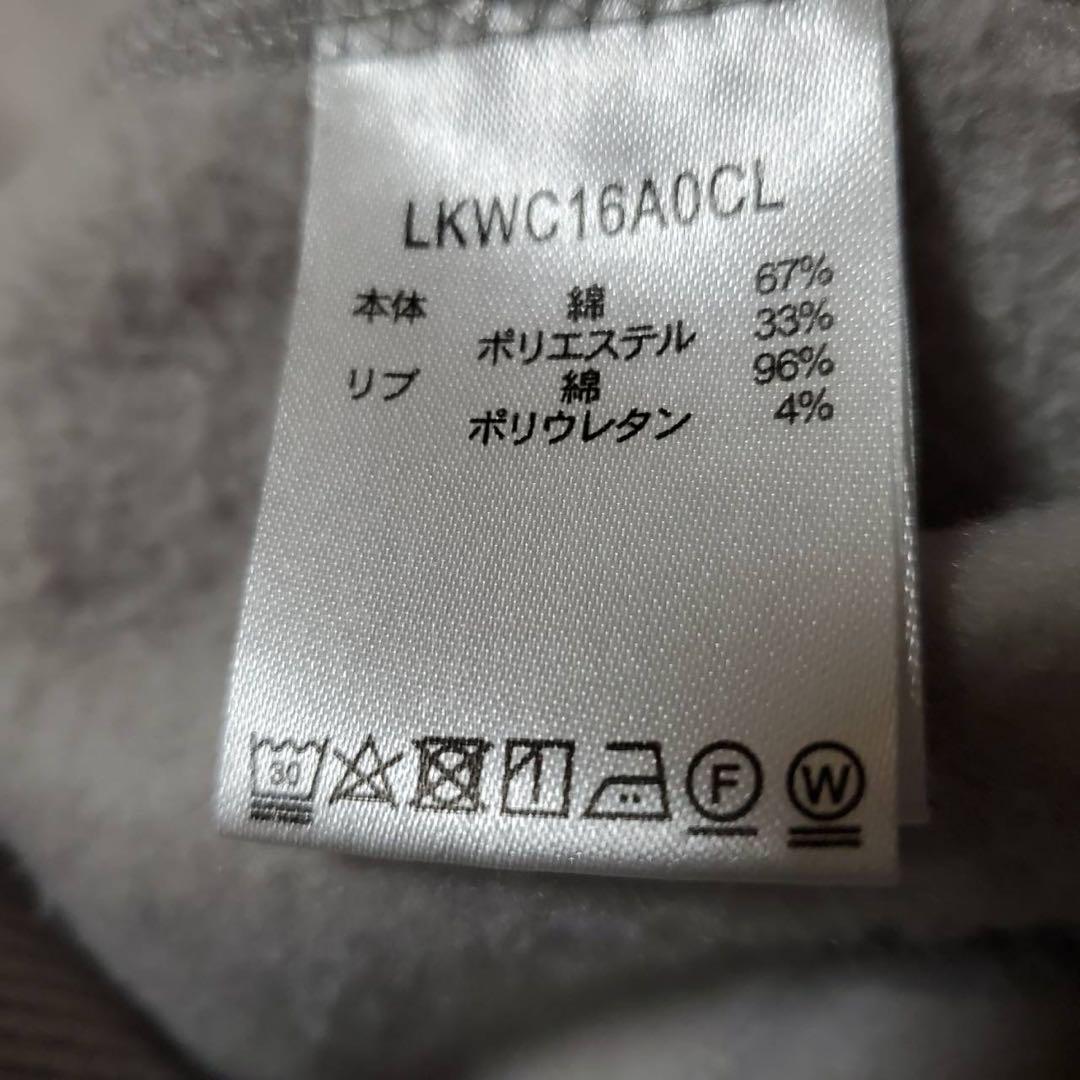 LKWC16A0CL
本体 綿 67%
ポリエステル 33%
リブ 綿 96%
ポリウレタン 4%
30 F W